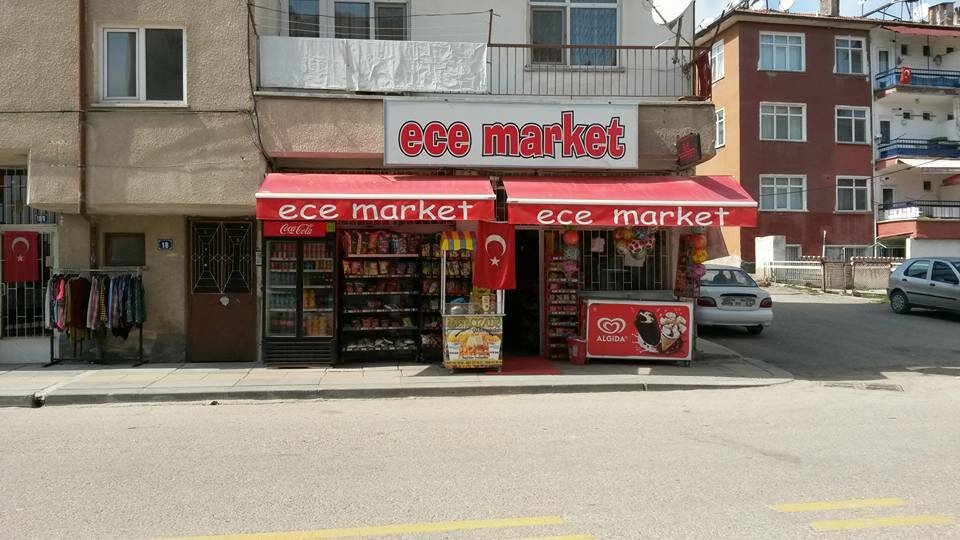 ece market
ece market
ece market
Coca-Cola
18
ALGIDA